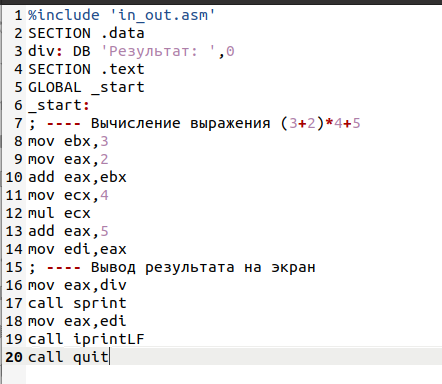 1 %include 'in_out.asm'
2 SECTION .data
3 div: DB 'Результат: ',0
4 SECTION .text
5 GLOBAL _start
6 _start:
7 ; ---- Вычисление выражения (3+2)*4+5
8 mov ebx,3
9 mov eax,2
10 add eax,ebx
11 mov ecx,4
12 mul ecx
13 add eax,5
14 mov edi,eax
15 ; ---- Вывод результата на экран
16 mov eax,div
17 call sprint
18 mov eax,edi
19 call iprintLF
20 call quit